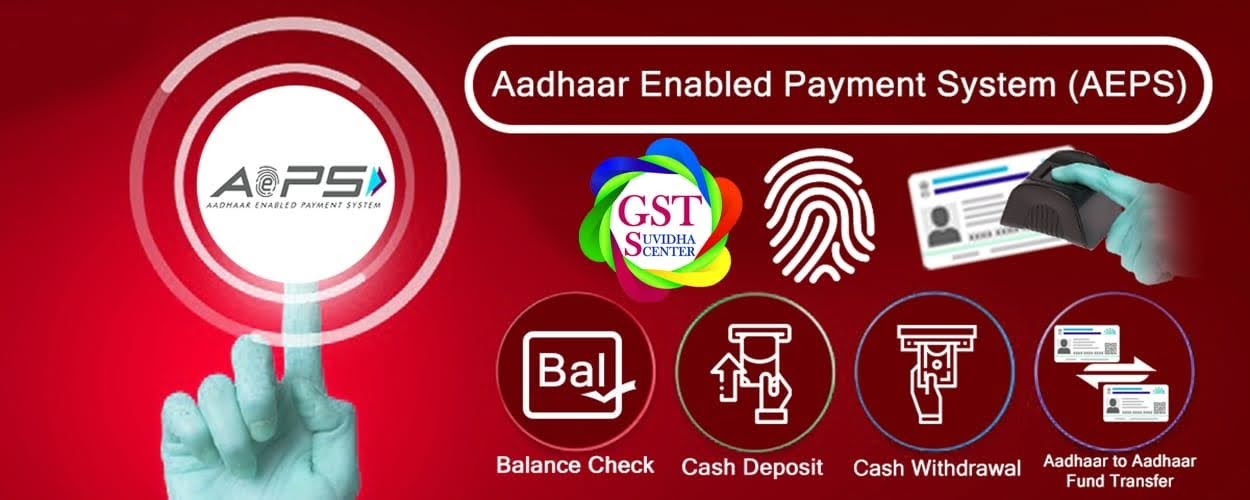 Aadhaar Enabled Payment System (AEPS)
AePS
AADHAAR ENABLED PAYMENT SYSTEM
GST
SUVIDHA
CENTER
Bal
Balance Check
Cash Deposit
Cash Withdrawal
Aadhaar to Aadhaar
Fund Transfer